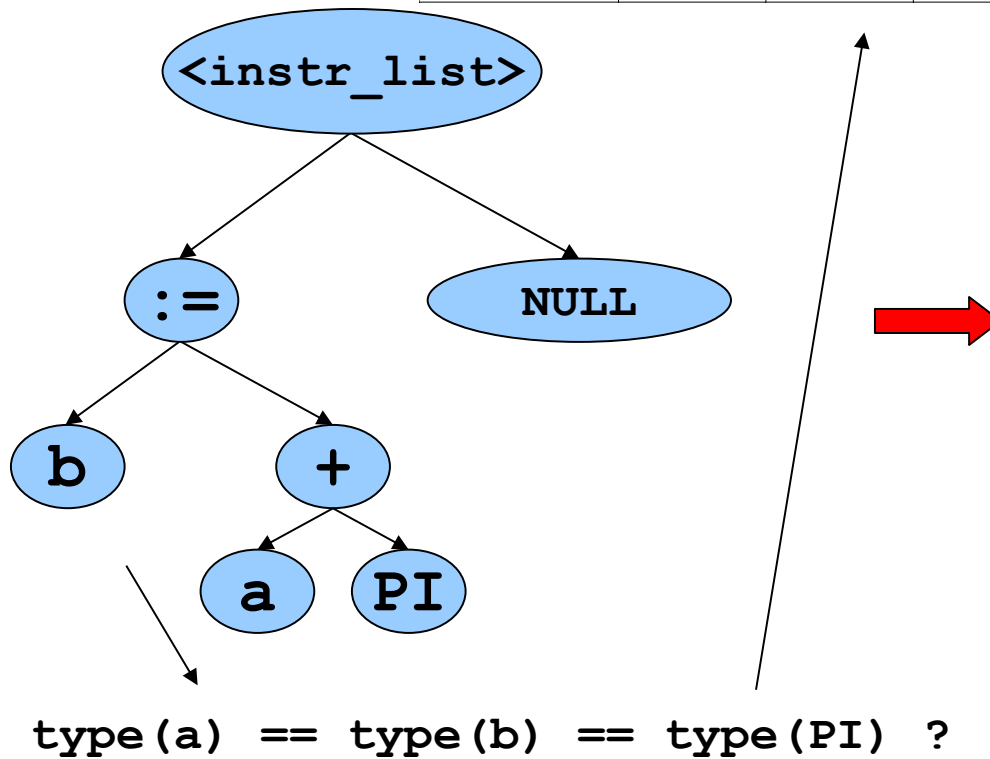 <instr_list>
:=
NULL
b
+
a
PI
type(a) == type(b) == type(PI) ?